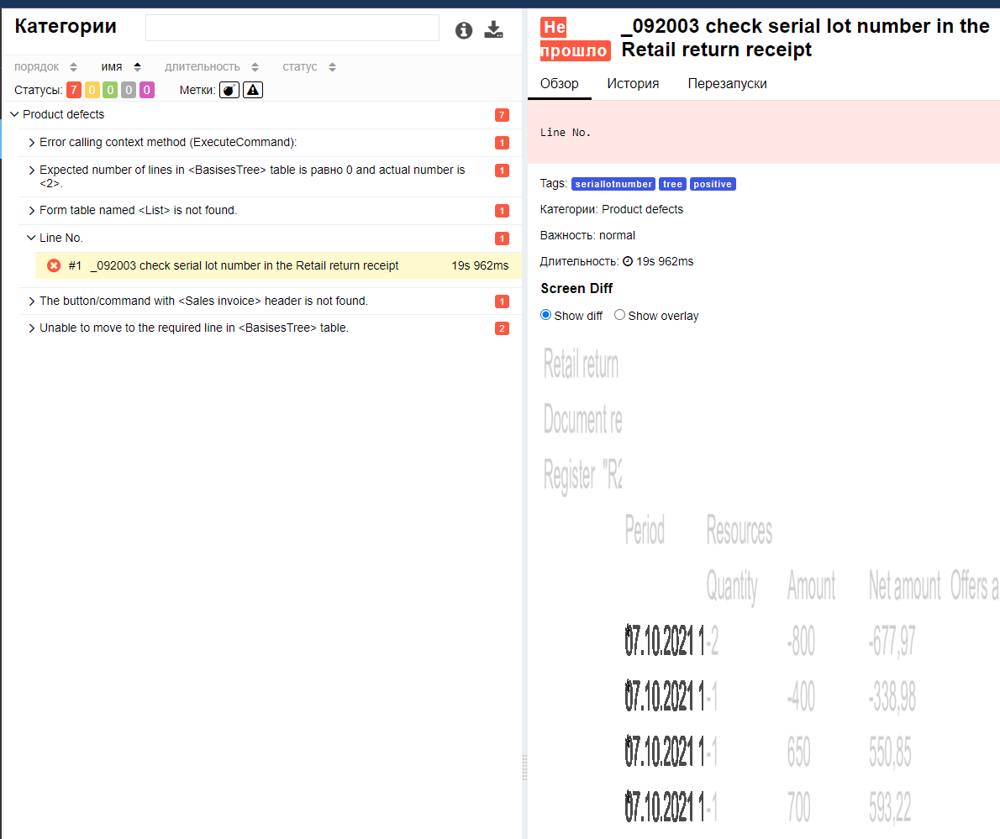 Категории
порядок имя длительность статус
Статусы: 7 0 0 0 0 Метки:
Product defects 7
Error calling context method (ExecuteCommand): 1
Expected number of lines in <BasisesTree> table is равно 0 and actual number is 1
<2>.
Form table named <List> is not found. 1
Line No. 1
#1 _092003 check serial lot number in the Retail return receipt 19s 962ms
The button/command with <Sales invoice> header is not found. 1
Unable to move to the required line in <BasisesTree> table. 2
Не прошло
_092003 check serial lot number in the
Retail return receipt
Обзор История Перезапуски
Line No.
Tags: seriallotnumber tree positive
Категории: Product defects
Важность: normal
Длительность: 19s 962ms
Screen Diff
Show diff Show overlay
Retail return
Document re
Register "R2
Period Resources
Quantity Amount Net amount Offers a
07.10.2021 1 -2 -800 -677,97
07.10.2021 1 -1 -400 -338,98
07.10.2021 1 -1 650 550,85
07.10.2021 1 -1 700 593,22